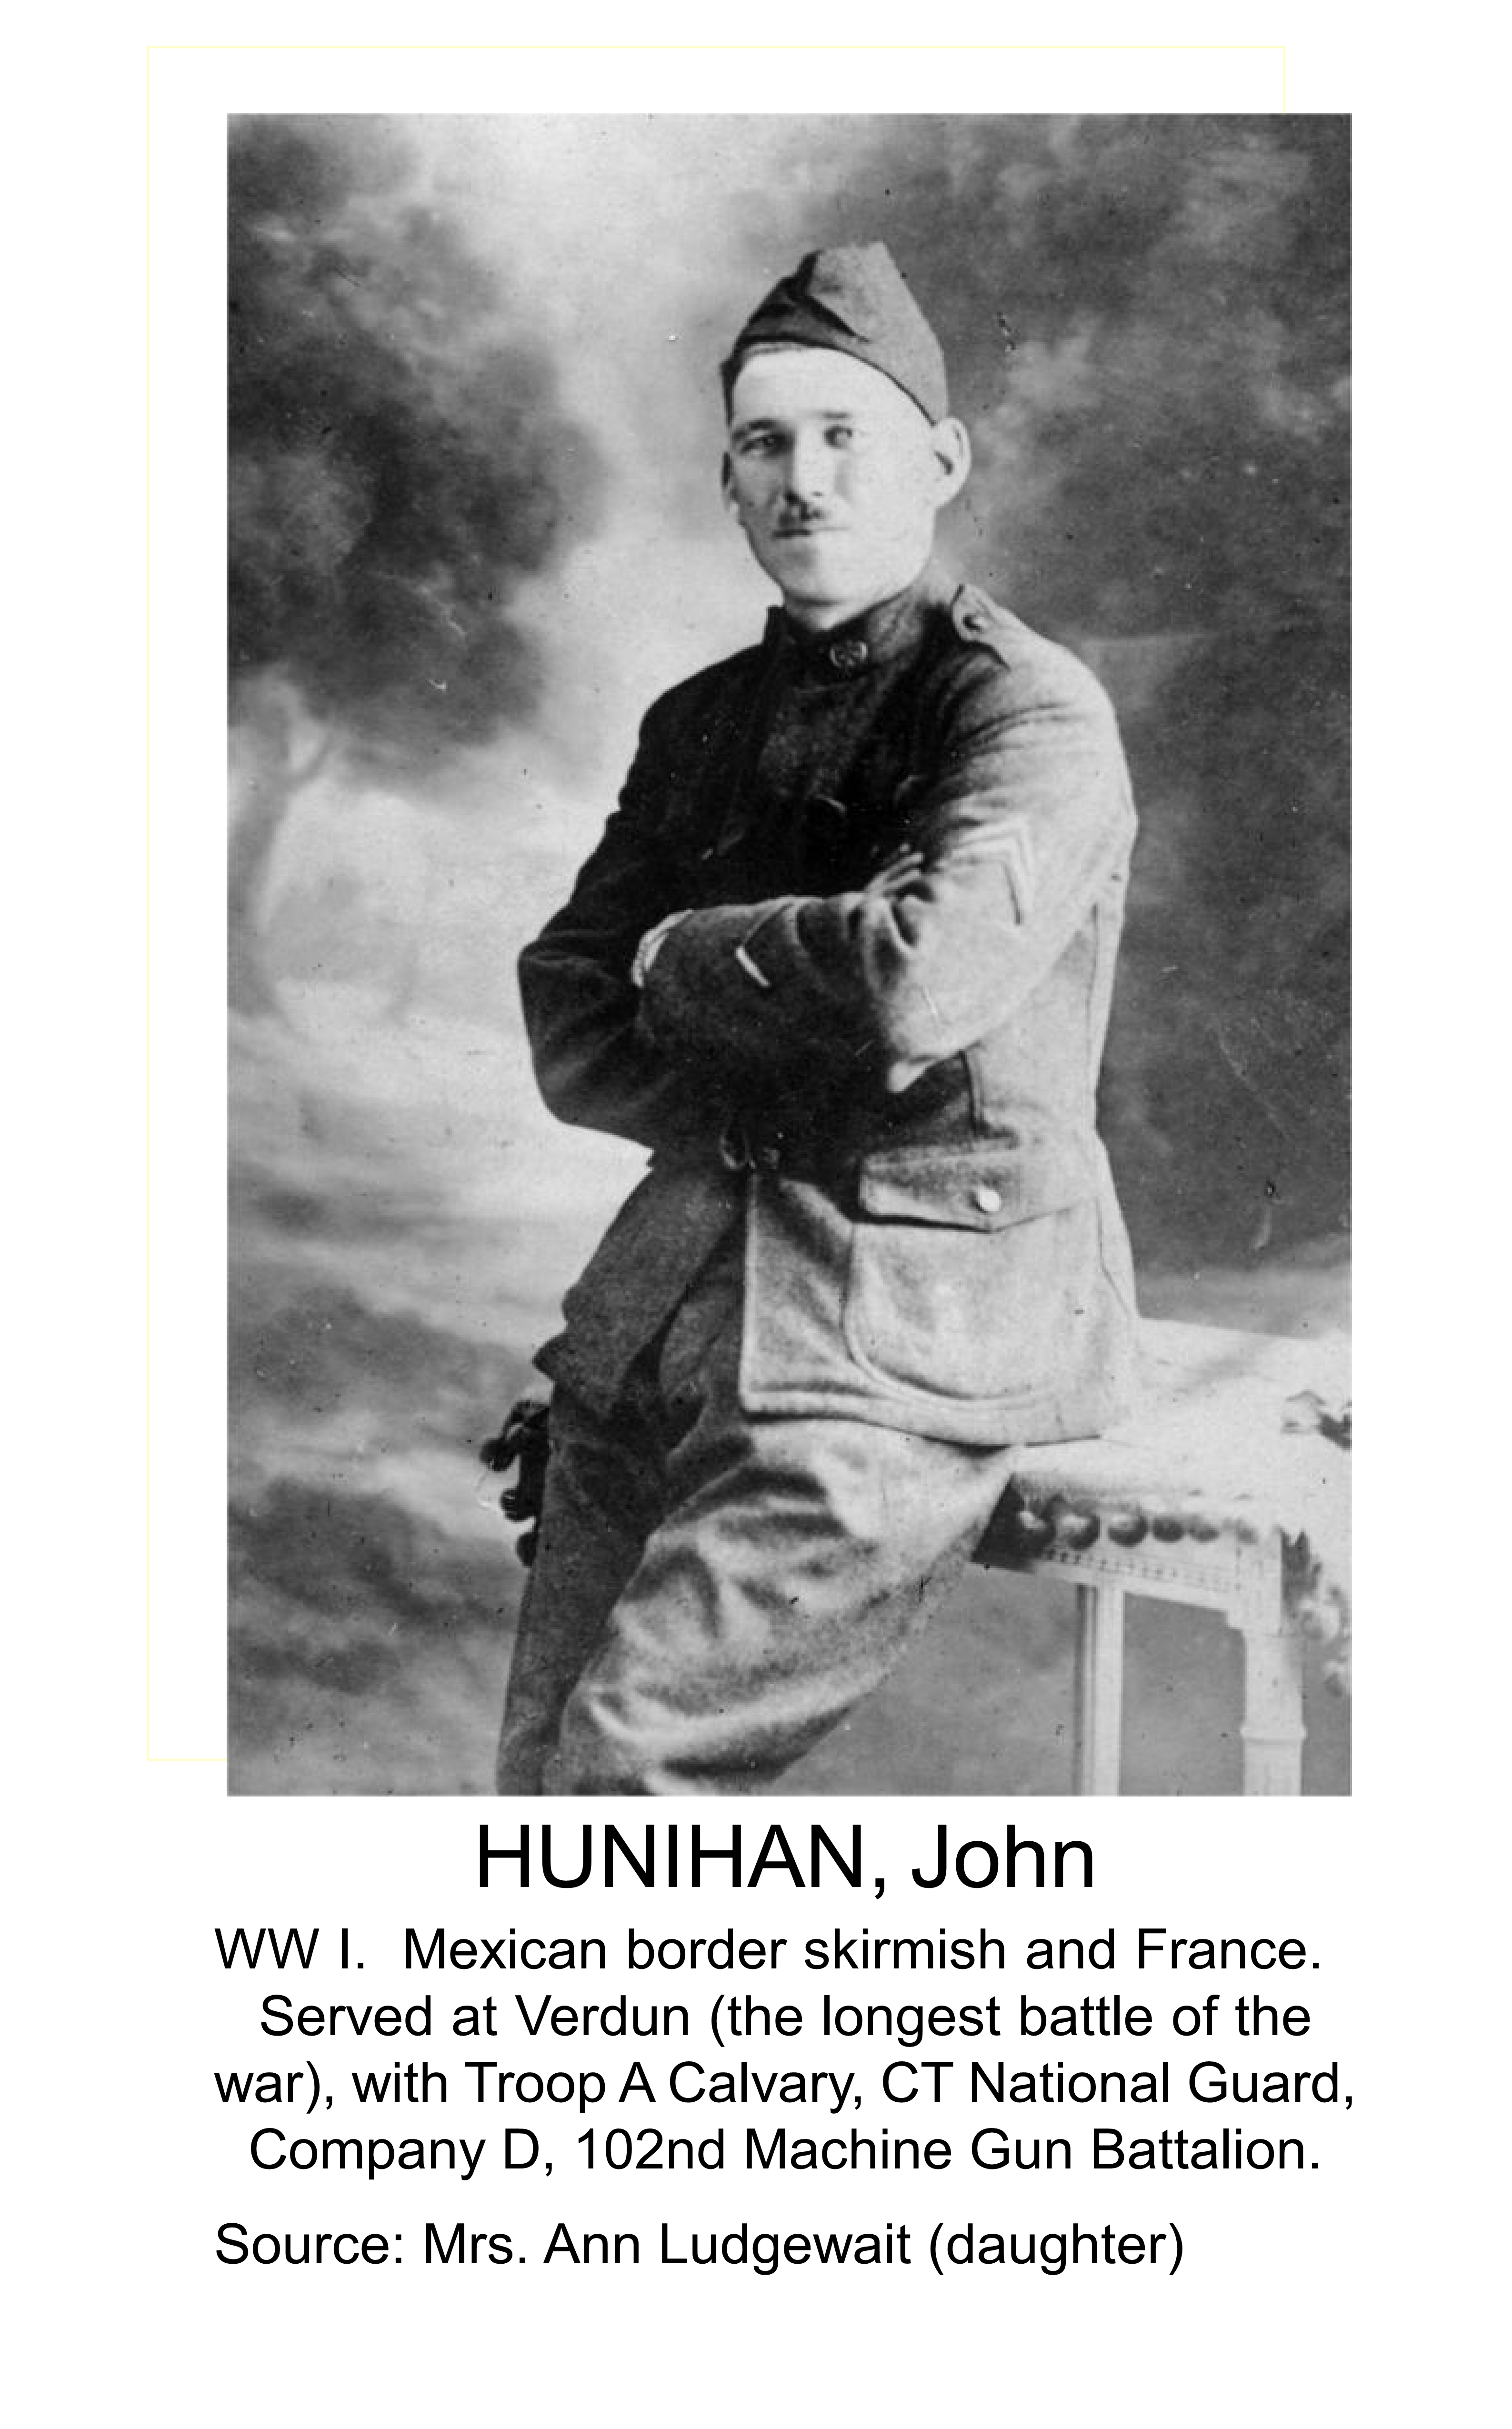 HUNIHAN, John
WW I. Mexican border skirmish and France.
Served at Verdun (the longest battle of the
war), with Troop A Calvary, CT National Guard,
Company D, 102nd Machine Gun Battalion.
Source: Mrs. Ann Ludgewait (daughter)